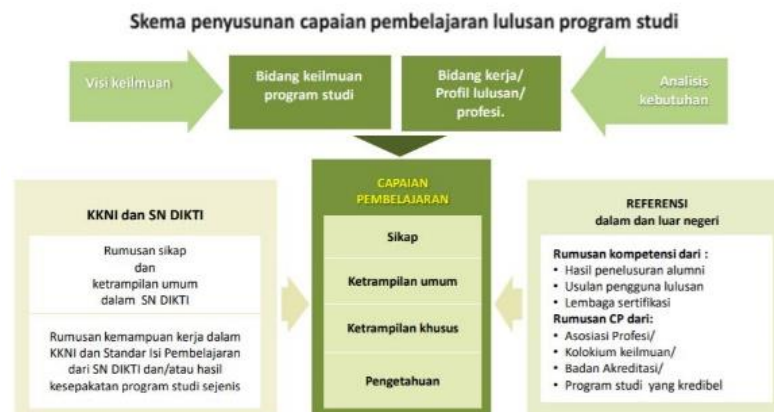 Skema penyusunan capaian pembelajaran lulusan program studi
Visi keilmuan
Bidang keilmuan
program studi
Bidang kerja/
Profil lulusan/
profesi.
Analisis
kebutuhan
KKNI dan SN DIKTI
Rumusan sikap
dan
ketrampilan umum
dalam SN DIKTI
Rumusan kemampuan kerja dalam
KKNI dan Standar Isi Pembelajaran
dari SN DIKTI dan/atau hasil
kesepakatan program studi sejenis
CAPAIAN
PEMBELAJARAN
Sikap
Ketrampilan umum
Ketrampilan khusus
Pengetahuan
REFERENSI
dalam dan luar negeri
Rumusan kompetensi dari :
• Hasil penelusuran alumni
• Usulan pengguna lulusan
• Lembaga sertifikasi
Rumusan CP dari:
• Asosiasi Profesi/
• Kolokium keilmuan/
• Badan Akreditasi/
• Program studi yang kredibel